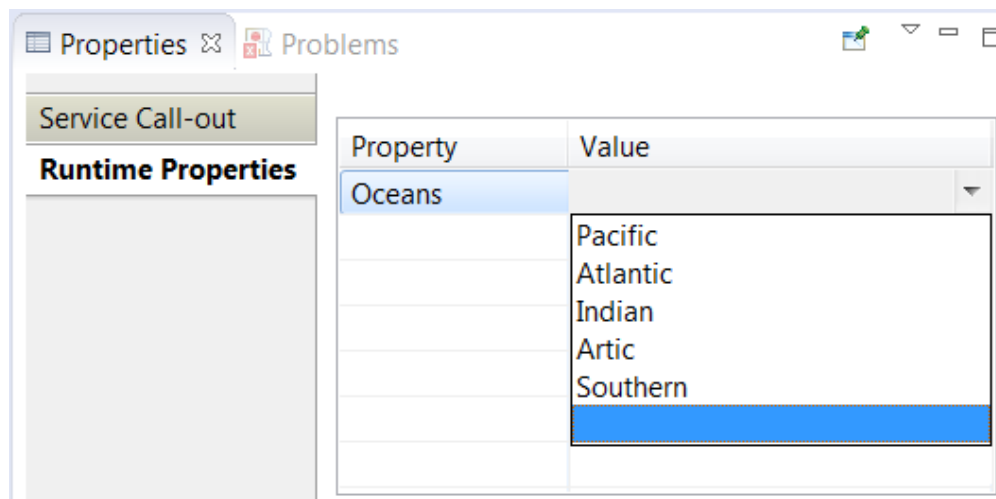 Properties Problems
Service Call-out
Runtime Properties
Property Value
Oceans
Pacific
Atlantic
Indian
Artic
Southern